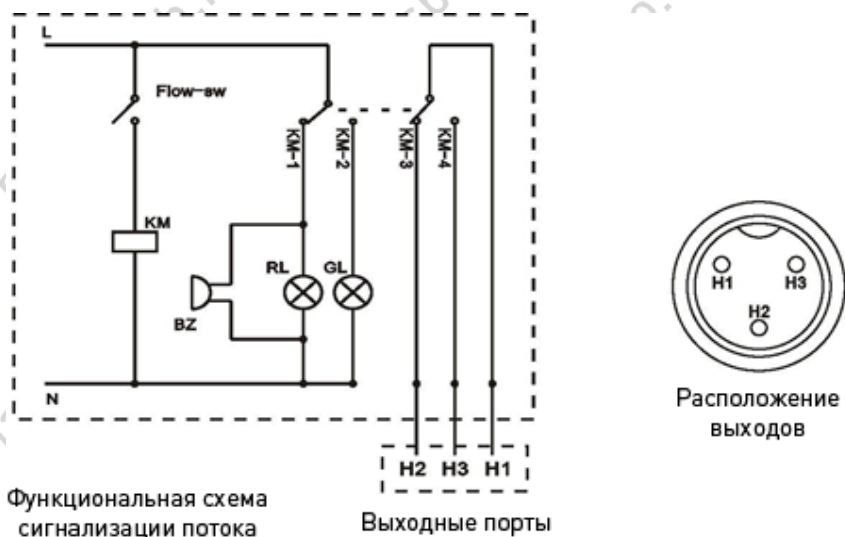 L
Flow-sw
KM-1
KM-2
KM-3
KM-4
KM
RL
GL
BZ
N
H2 H3 H1
H1
H3
H2
Расположение
выходов
Функциональная схема
сигнализации потока
Выходные порты